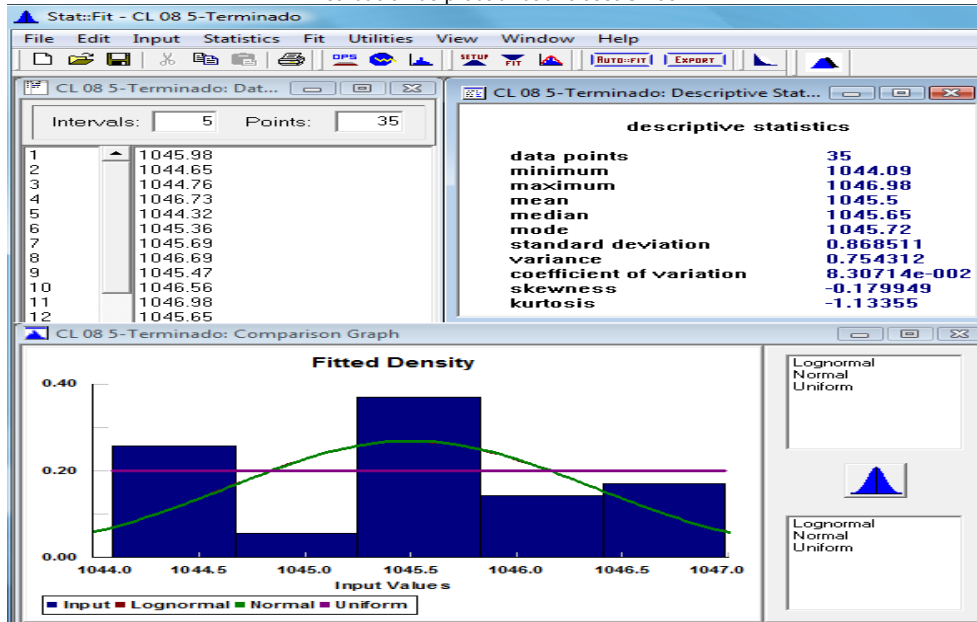 Stat::Fit - CL 08 5-Terminado
File Edit Input Statistics Fit Utilities View Window Help
OPS SETUP FIT AUTO::FIT EXPORT
CL 08 5-Terminado: Dat...
Intervals: 5 Points: 35
1 1045.98
2 1044.65
3 1044.76
4 1046.73
5 1044.32
6 1045.36
7 1045.69
8 1046.69
9 1045.47
10 1046.56
11 1046.98
12 1045.65
CL 08 5-Terminado: Descriptive Stat...
descriptive statistics
data points 35
minimum 1044.09
maximum 1046.98
mean 1045.5
median 1045.65
mode 1045.72
standard deviation 0.868511
variance 0.754312
coefficient of variation 8.30714e-002
skewness -0.179949
kurtosis -1.13355
CL 08 5-Terminado: Comparison Graph
Fitted Density
0.40
0.20
0.00
1044.0 1044.5 1045.0 1045.5 1046.0 1046.5 1047.0
Input Values
Input Lognormal Normal Uniform
Lognormal
Normal
Uniform
Lognormal
Normal
Uniform